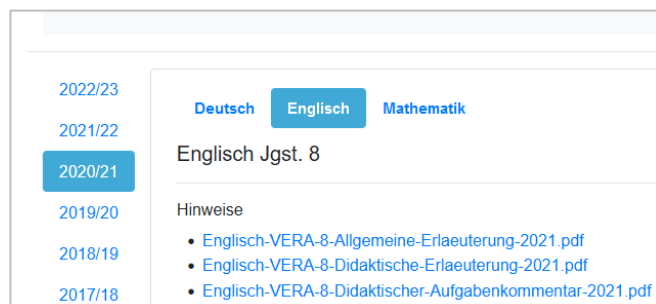 2022/23
2021/22
2020/21
2019/20
2018/19
2017/18
Deutsch Englisch Mathematik
Englisch Jgst. 8
Hinweise
• Englisch-VERA-8-Allgemeine-Erlaeuterung-2021.pdf
• Englisch-VERA-8-Didaktische-Erlaeuterung-2021.pdf
• Englisch-VERA-8-Didaktischer-Aufgabenkommentar-2021.pdf